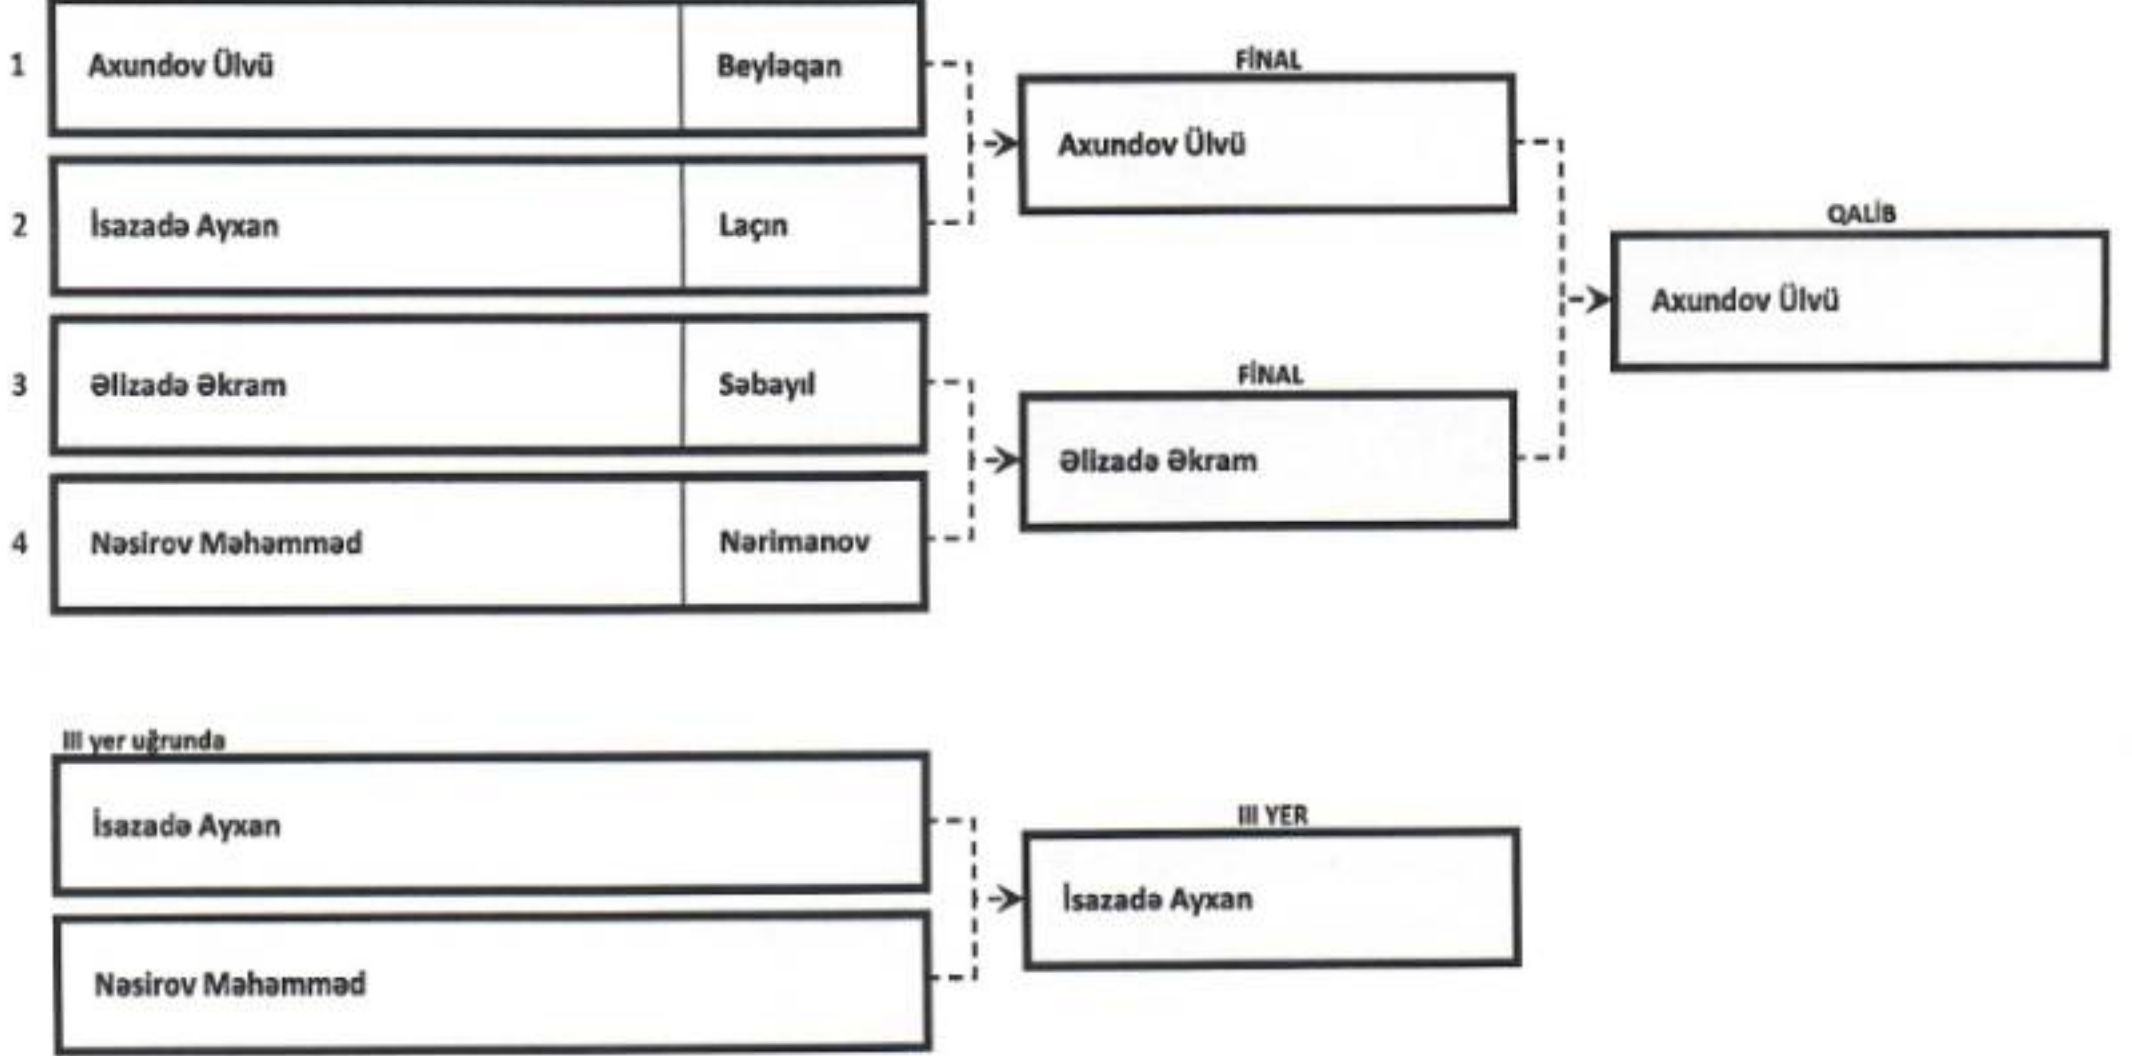 1 Axundov Ülvü Beyləqan
2 İsazadə Ayxan Laçın
3 Əlizadə Əkram Səbayıl
4 Nəsirov Məhəmməd Nərimanov
FİNAL
Axundov Ülvü
FİNAL
Əlizadə Əkram
QALİB
Axundov Ülvü
III yer uğrunda
İsazadə Ayxan
Nəsirov Məhəmməd
III YER
İsazadə Ayxan